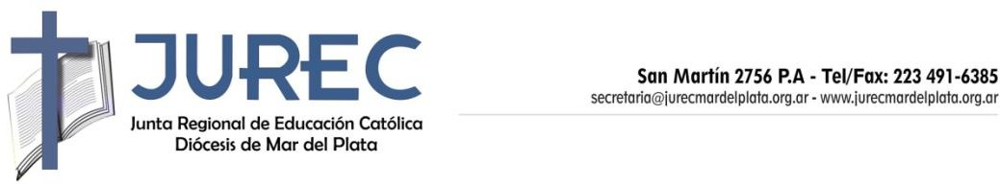 JUREC
Junta Regional de Educación Católica
Diócesis de Mar del Plata
San Martín 2756 P.A - Tel/Fax: 223 491-6385
secretaria@jurecmardelplata.org.ar - www.jurecmardelplata.org.ar